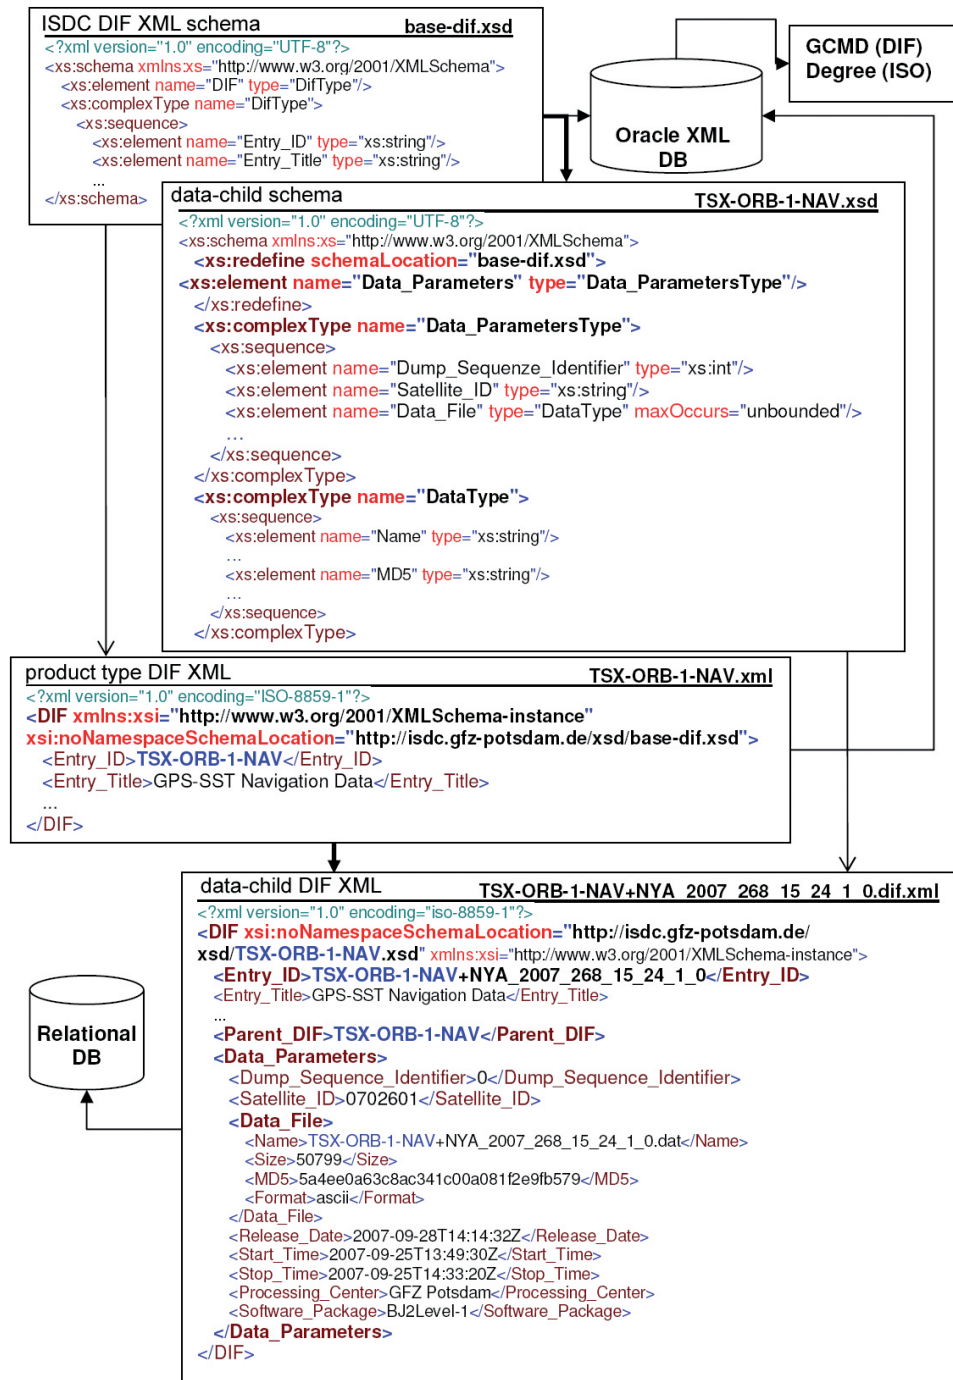 ISDC DIF XML schema base-dif.xsd
<?xml version="1.0" encoding="UTF-8"?>
<xs:schema xmlns:xs="http://www.w3.org/2001/XMLSchema">
<xs:element name="DIF" type="DifType"/>
<xs:complexType name="DifType">
<xs:sequence>
<xs:element name="Entry_ID" type="xs:string"/>
<xs:element name="Entry_Title" type="xs:string"/>
...
</xs:schema>
Oracle XML
DB
GCMD (DIF)
Degree (ISO)
data-child schema TSX-ORB-1-NAV.xsd
<?xml version="1.0" encoding="UTF-8"?>
<xs:schema xmlns:xs="http://www.w3.org/2001/XMLSchema">
<xs:redefine schemaLocation="base-dif.xsd">
<xs:element name="Data_Parameters" type="Data_ParametersType"/>
</xs:redefine>
<xs:complexType name="Data_ParametersType">
<xs:sequence>
<xs:element name="Dump_Sequenze_Identifier" type="xs:int"/>
<xs:element name="Satellite_ID" type="xs:string"/>
<xs:element name="Data_File" type="DataType" maxOccurs="unbounded"/>
...
</xs:sequence>
</xs:complexType>
<xs:complexType name="DataType">
<xs:sequence>
<xs:element name="Name" type="xs:string"/>
...
<xs:element name="MD5" type="xs:string"/>
...
</xs:sequence>
</xs:complexType>
product type DIF XML TSX-ORB-1-NAV.xml
<?xml version="1.0" encoding="ISO-8859-1"?>
<DIF xmlns:xsi="http://www.w3.org/2001/XMLSchema-instance"
xsi:noNamespaceSchemaLocation="http://isdc.gfz-potsdam.de/xsd/base-dif.xsd">
<Entry_ID>TSX-ORB-1-NAV</Entry_ID>
<Entry_Title>GPS-SST Navigation Data</Entry_Title>
...
</DIF>
data-child DIF XML TSX-ORB-1-NAV+NYA_2007_268_15_24_1_0.dif.xml
<?xml version="1.0" encoding="iso-8859-1"?>
<DIF xsi:noNamespaceSchemaLocation="http://isdc.gfz-potsdam.de/
xsd/TSX-ORB-1-NAV.xsd" xmlns:xsi="http://www.w3.org/2001/XMLSchema-instance">
<Entry_ID>TSX-ORB-1-NAV+NYA_2007_268_15_24_1_0</Entry_ID>
<Entry_Title>GPS-SST Navigation Data</Entry_Title>
...
<Parent_DIF>TSX-ORB-1-NAV</Parent_DIF>
<Data_Parameters>
<Dump_Sequence_Identifier>0</Dump_Sequence_Identifier>
<Satellite_ID>0702601</Satellite_ID>
<Data_File>
<Name>TSX-ORB-1-NAV+NYA_2007_268_15_24_1_0.dat</Name>
<Size>50799</Size>
<MD5>5a4ee0a63c8ac341c00a081f2e9fb579</MD5>
<Format>ascii</Format>
</Data_File>
<Release_Date>2007-09-28T14:14:32Z</Release_Date>
<Start_Time>2007-09-25T13:49:30Z</Start_Time>
<Stop_Time>2007-09-25T14:33:20Z</Stop_Time>
<Processing_Center>GFZ Potsdam</Processing_Center>
<Software_Package>BJ2Level-1</Software_Package>
</Data_Parameters>
</DIF>
Relational
DB